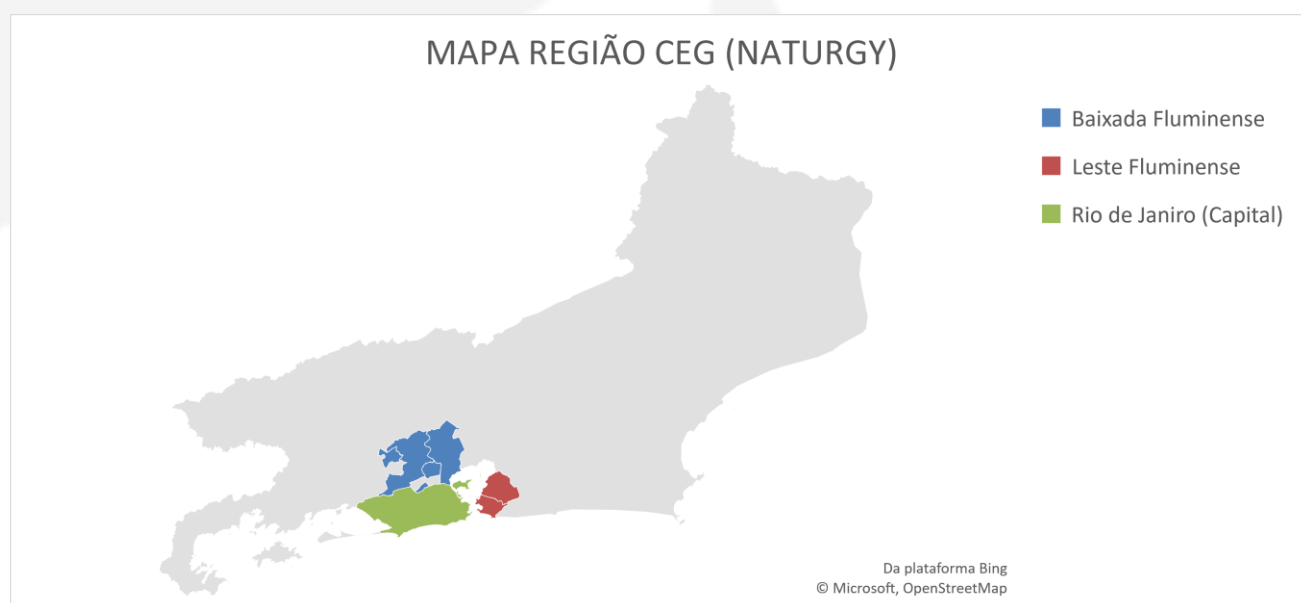 MAPA REGIÃO CEG (NATURGY)
Baixada Fluminense
Leste Fluminense
Rio de Janiro (Capital)
Da plataforma Bing
© Microsoft, OpenStreetMap